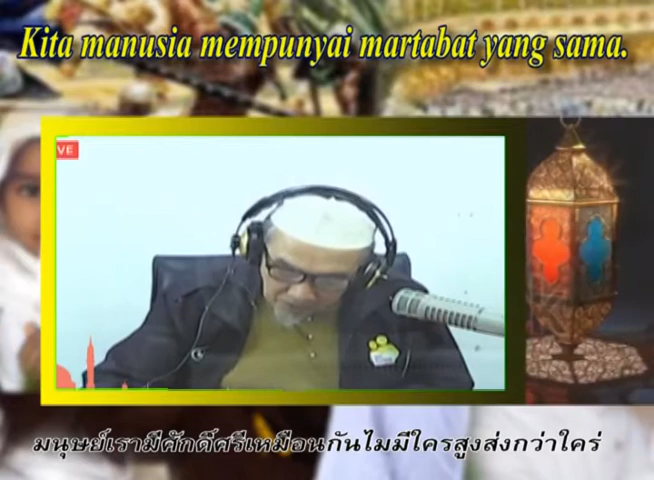 Kita manusia mempunyai martabat yang sama.
VE
มนุษย์เรามีศักดิ์ศรีเหมือนกันไมมีใครสูงส่งกว่าใคร่